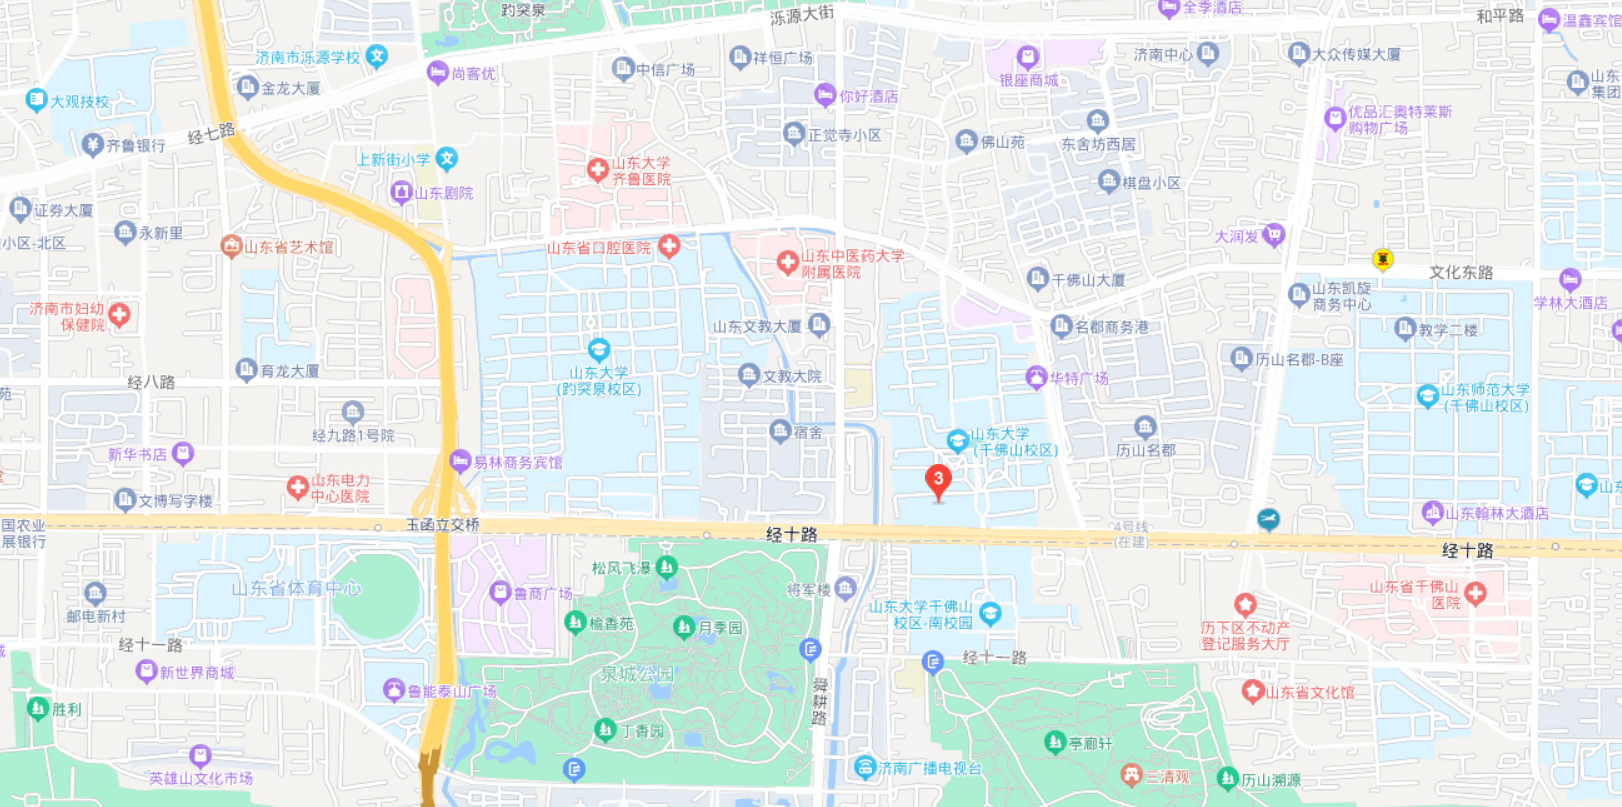 趵突泉
泺源大街
全季酒店
和平路
温鑫宾馆
济南市泺源学校
尚客优
中信广场
祥恒广场
银座商城
济南中心
大众传媒大厦
山东
集团
金龙大厦
大观技校
你好酒店
优品汇奥特莱斯
购物广场
经七路
齐鲁银行
正觉寺小区
佛山苑
东舍坊西居
上新街小学
山东大学
齐鲁医院
山东剧院
棋盘小区
证券大厦
永新里
小区-北区
山东省艺术馆
山东省口腔医院
山东中医药大学
附属医院
大润发
文化东路
千佛山大厦
山东凯旋
商务中心
学林大酒店
济南市妇幼
保健院
山东文教大厦
名郡商务港
教学二楼
历山名郡-B座
育龙大厦
经八路
山东大学
(趵突泉校区)
文教大院
华特广场
山东师范大学
(千佛山校区)
苑
经九路1号院
宿舍
山东大学
(千佛山校区)
历山名郡
新华书店
易林商务宾馆
山东电力
中心医院
3
山东
文博写字楼
山东翰林大酒店
国农业
展银行
玉函立交桥
经十路
4号线
(在建)
经十路
松风飞瀑
山东省体育中心
鲁商广场
将军楼
山东省千佛山
医院
邮电新村
榆香苑
月季园
山东大学千佛山
校区-南校园
历下区不动产
登记服务大厅
经十一路
经十一路
新世界商城
泉城公园
鲁能泰山广场
舜耕路
山东省文化馆
胜利
丁香园
亭廊轩
英雄山文化市场
济南广播电视台
三清观
历山溯源